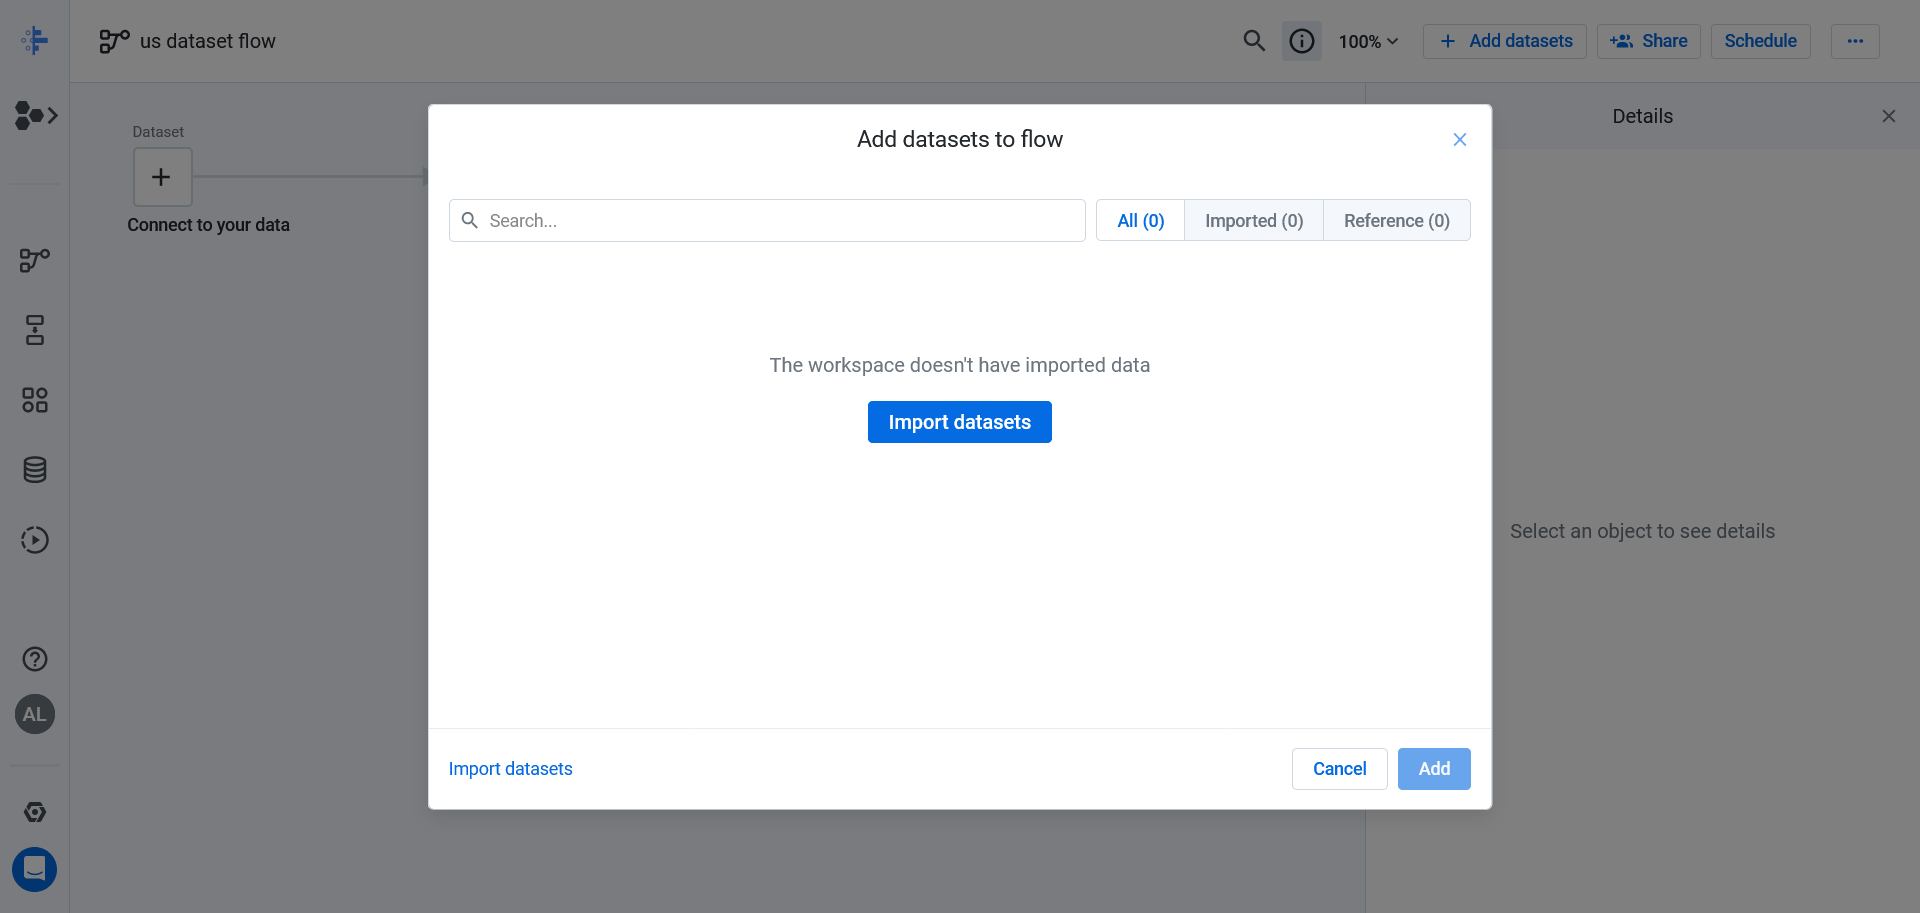 us dataset flow
100%
Add datasets
Share
Schedule
Dataset
Connect to your data
Details
Select an object to see details
Add datasets to flow
Search...
All (0)
Imported (0)
Reference (0)
The workspace doesn't have imported data
Import datasets
Import datasets
Cancel
Add
AL